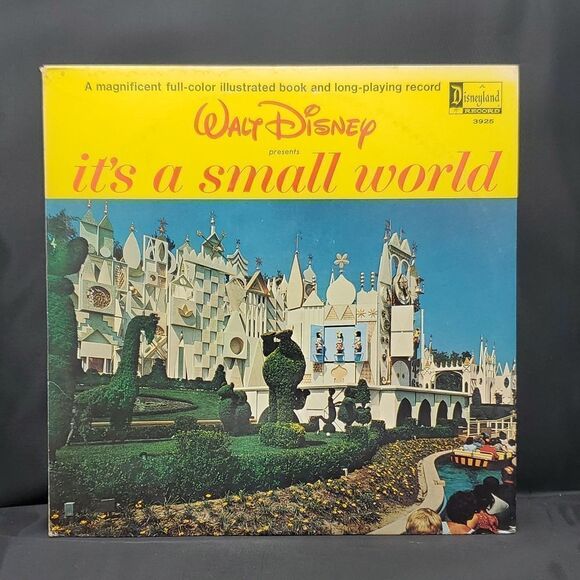 A magnificent full-color illustrated book and long-playing record
Disneyland
RECORD
3925
WALT DISNEY
presents
it's a small world